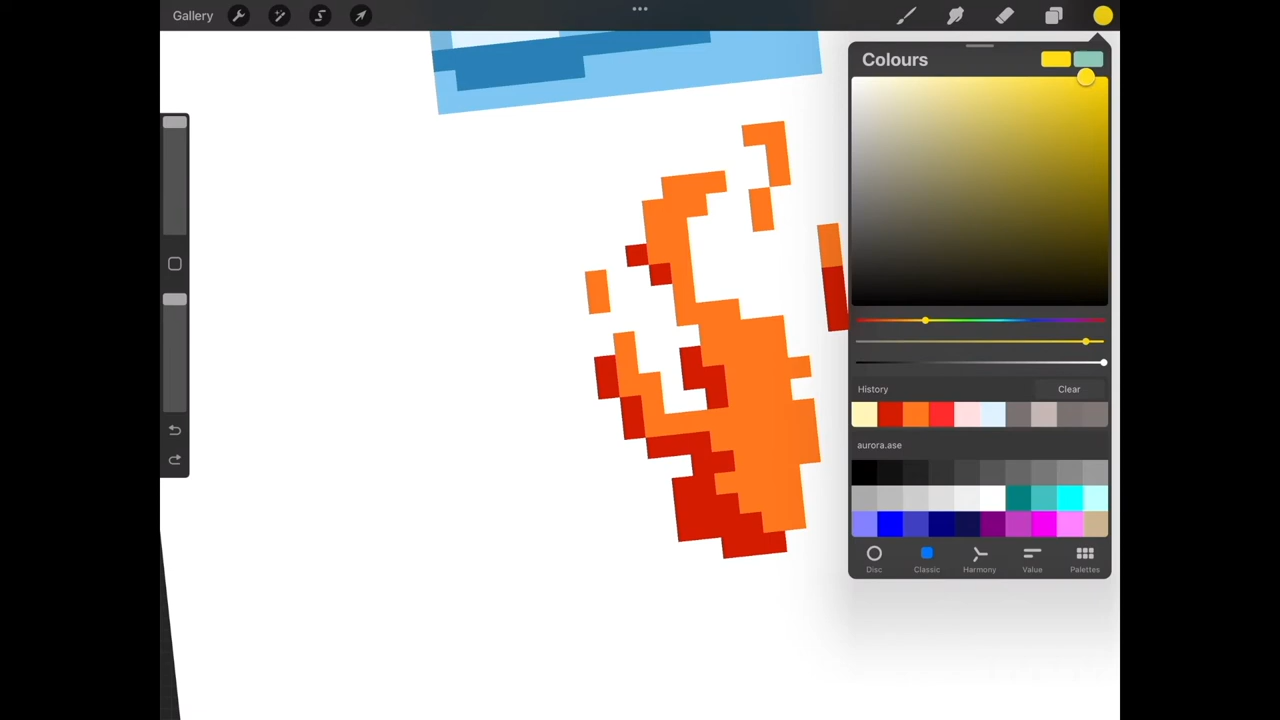 Gallery
Colours
History Clear
aurora.ase
Disc Classic Harmony Value Palettes